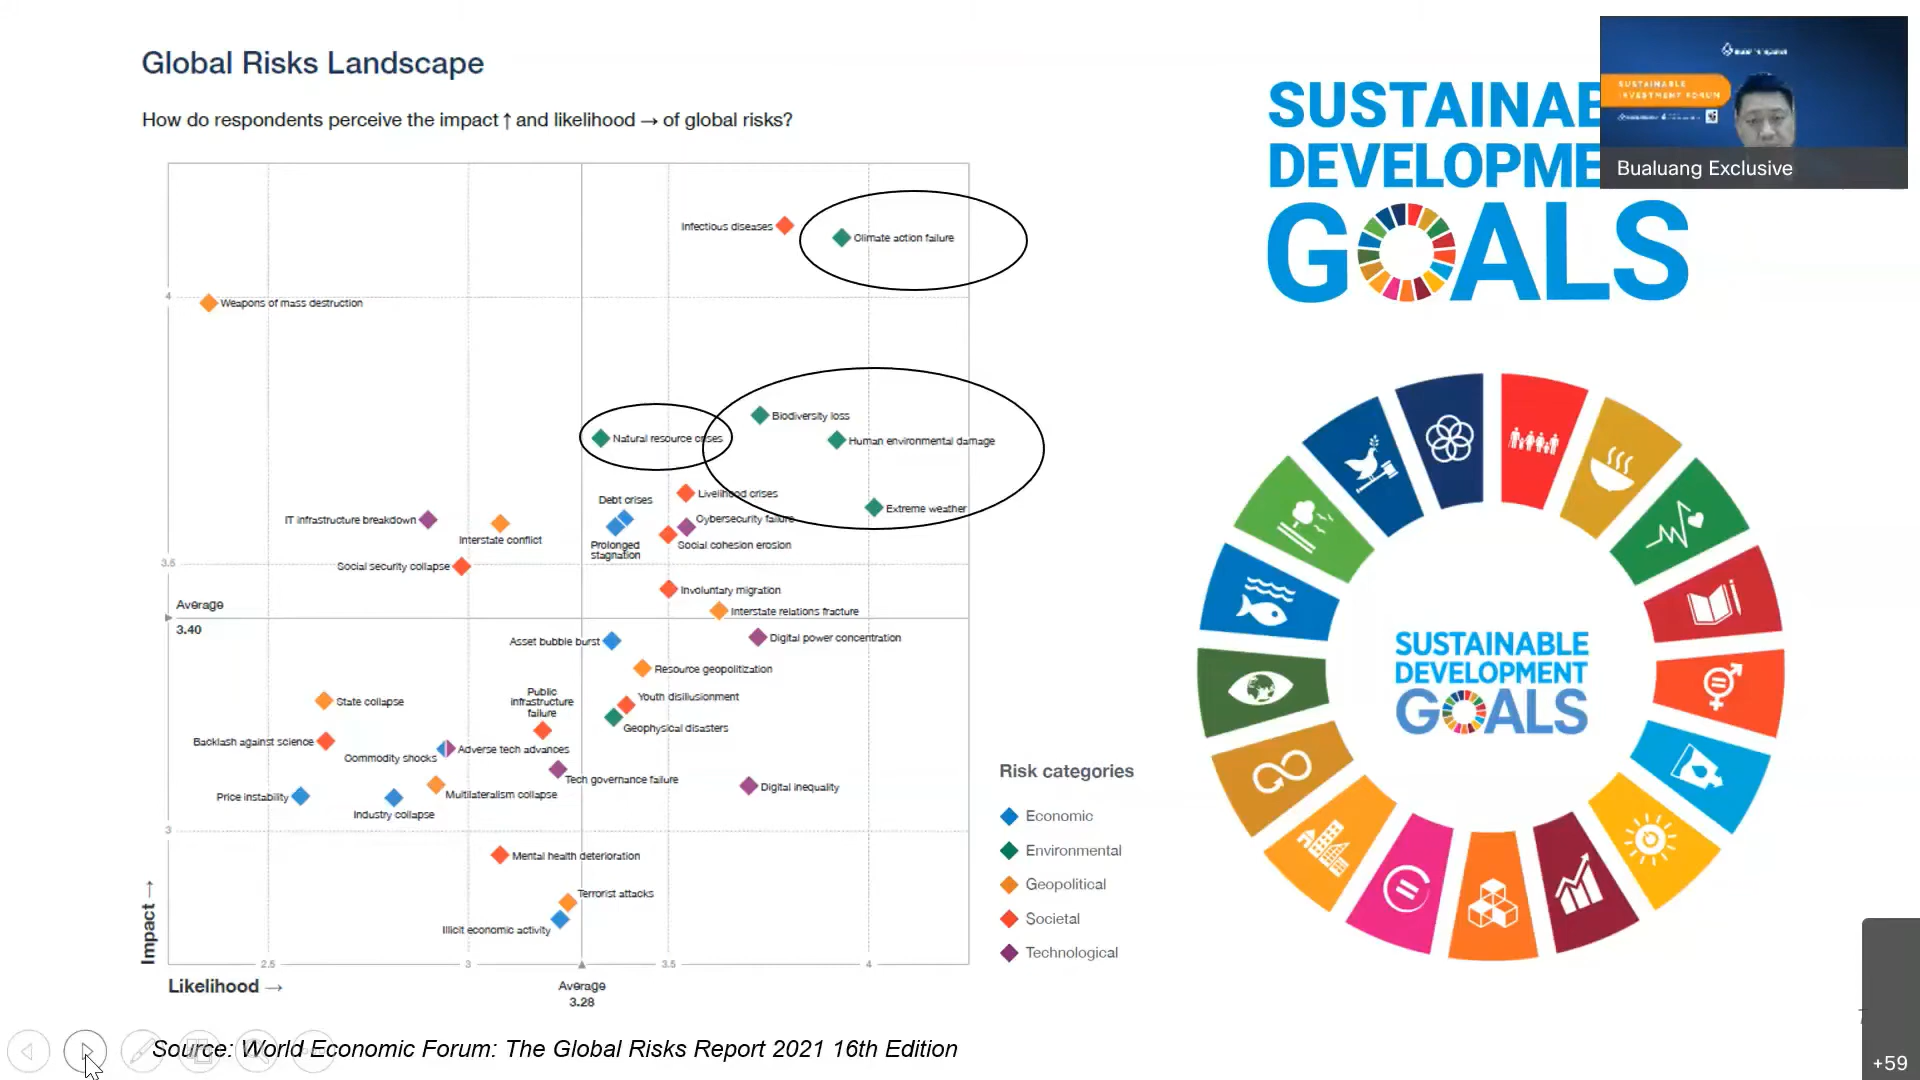 Global Risks Landscape
How do respondents perceive the impact ↑ and likelihood → of global risks?
Infectious diseases
Climate action failure
4
Weapons of mass destruction
Biodiversity loss
Natural resource crises
Human environmental damage
Livelihood crises
Debt crises
Extreme weather
IT infrastructure breakdown
Cybersecurity failure
Interstate conflict
Prolonged
stagnation
Social cohesion erosion
3.5
Social security collapse
Involuntary migration
Average
Interstate relations fracture
3.40
Asset bubble burst
Digital power concentration
Resource geopolitization
Public
infrastructure
failure
Youth disillusionment
State collapse
Geophysical disasters
Backlash against science
Commodity shocks
Adverse tech advances
Tech governance failure
Digital inequality
Price instability
Multilateralism collapse
Industry collapse
3
Mental health deterioration
Terrorist attacks
Illicit economic activity
Impact →
2.5
3
3.5
4
Likelihood →
Average
3.28
Risk categories
Economic
Environmental
Geopolitical
Societal
Technological
Source: World Economic Forum: The Global Risks Report 2021 16th Edition
SUSTAINAB
DEVELOPME
GOALS
SUSTAINABLE
INVESTMENT FORUM
Bualuang Exclusive
SUSTAINABLE
DEVELOPMENT
GOALS
+59